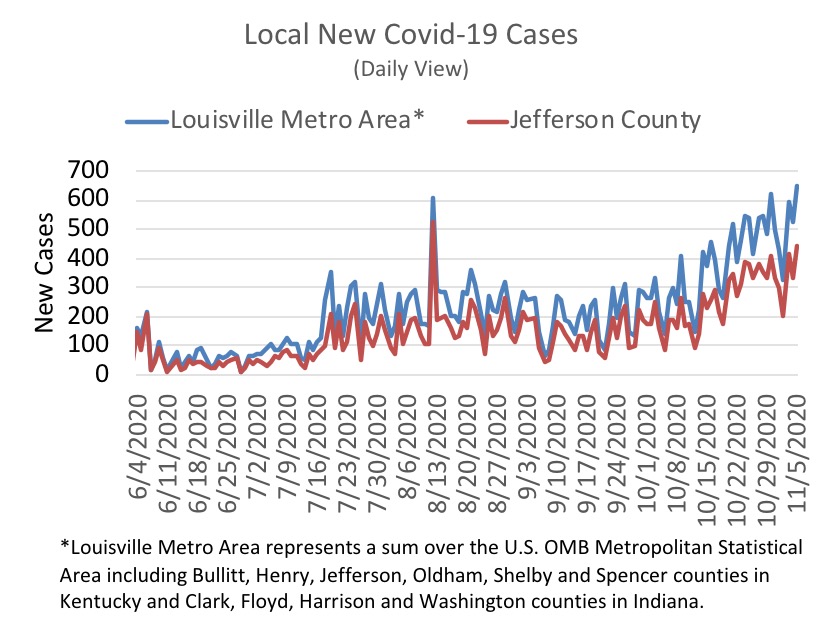 Local New Covid-19 Cases
(Daily View)
Louisville Metro Area* Jefferson County
New Cases
700
600
500
400
300
200
100
0
6/4/2020 6/11/2020 6/18/2020 6/25/2020 7/2/2020 7/9/2020 7/16/2020 7/23/2020 7/30/2020 8/6/2020 8/13/2020 8/20/2020 8/27/2020 9/3/2020 9/10/2020 9/17/2020 9/24/2020 10/1/2020 10/8/2020 10/15/2020 10/22/2020 10/29/2020 11/5/2020
*Louisville Metro Area represents a sum over the U.S. OMB Metropolitan Statistical
Area including Bullitt, Henry, Jefferson, Oldham, Shelby and Spencer counties in
Kentucky and Clark, Floyd, Harrison and Washington counties in Indiana.